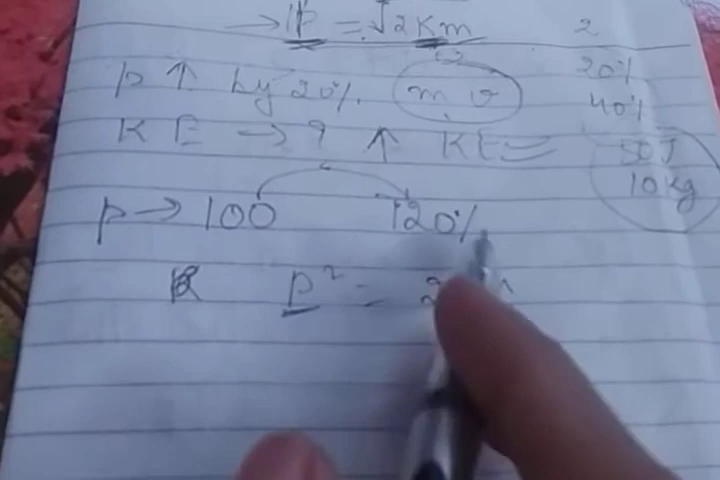 → P = √2Km 2
p ↑ by 20% m v 20%
40%
KE → ? ↑ KE = 50J
10kg
p → 100 120%
P² =